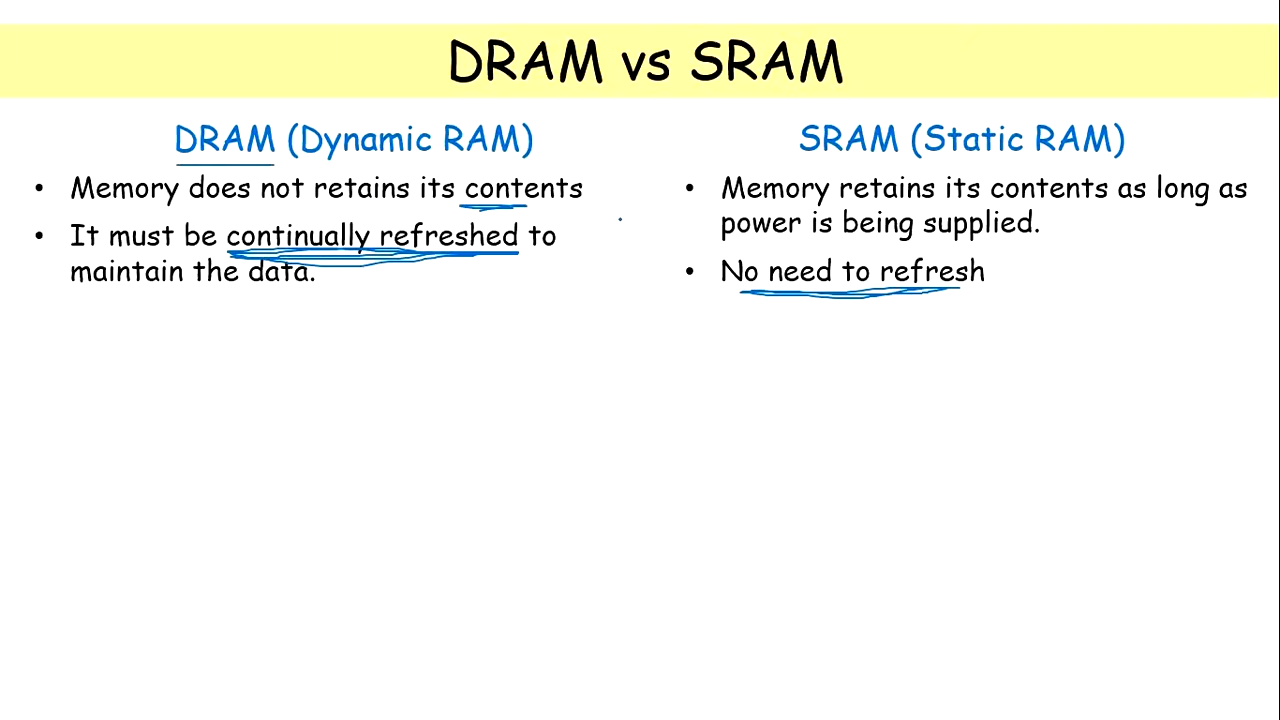 DRAM vs SRAM
DRAM (Dynamic RAM)
• Memory does not retains its contents
• It must be continually refreshed to
maintain the data.
SRAM (Static RAM)
• Memory retains its contents as long as
power is being supplied.
• No need to refresh